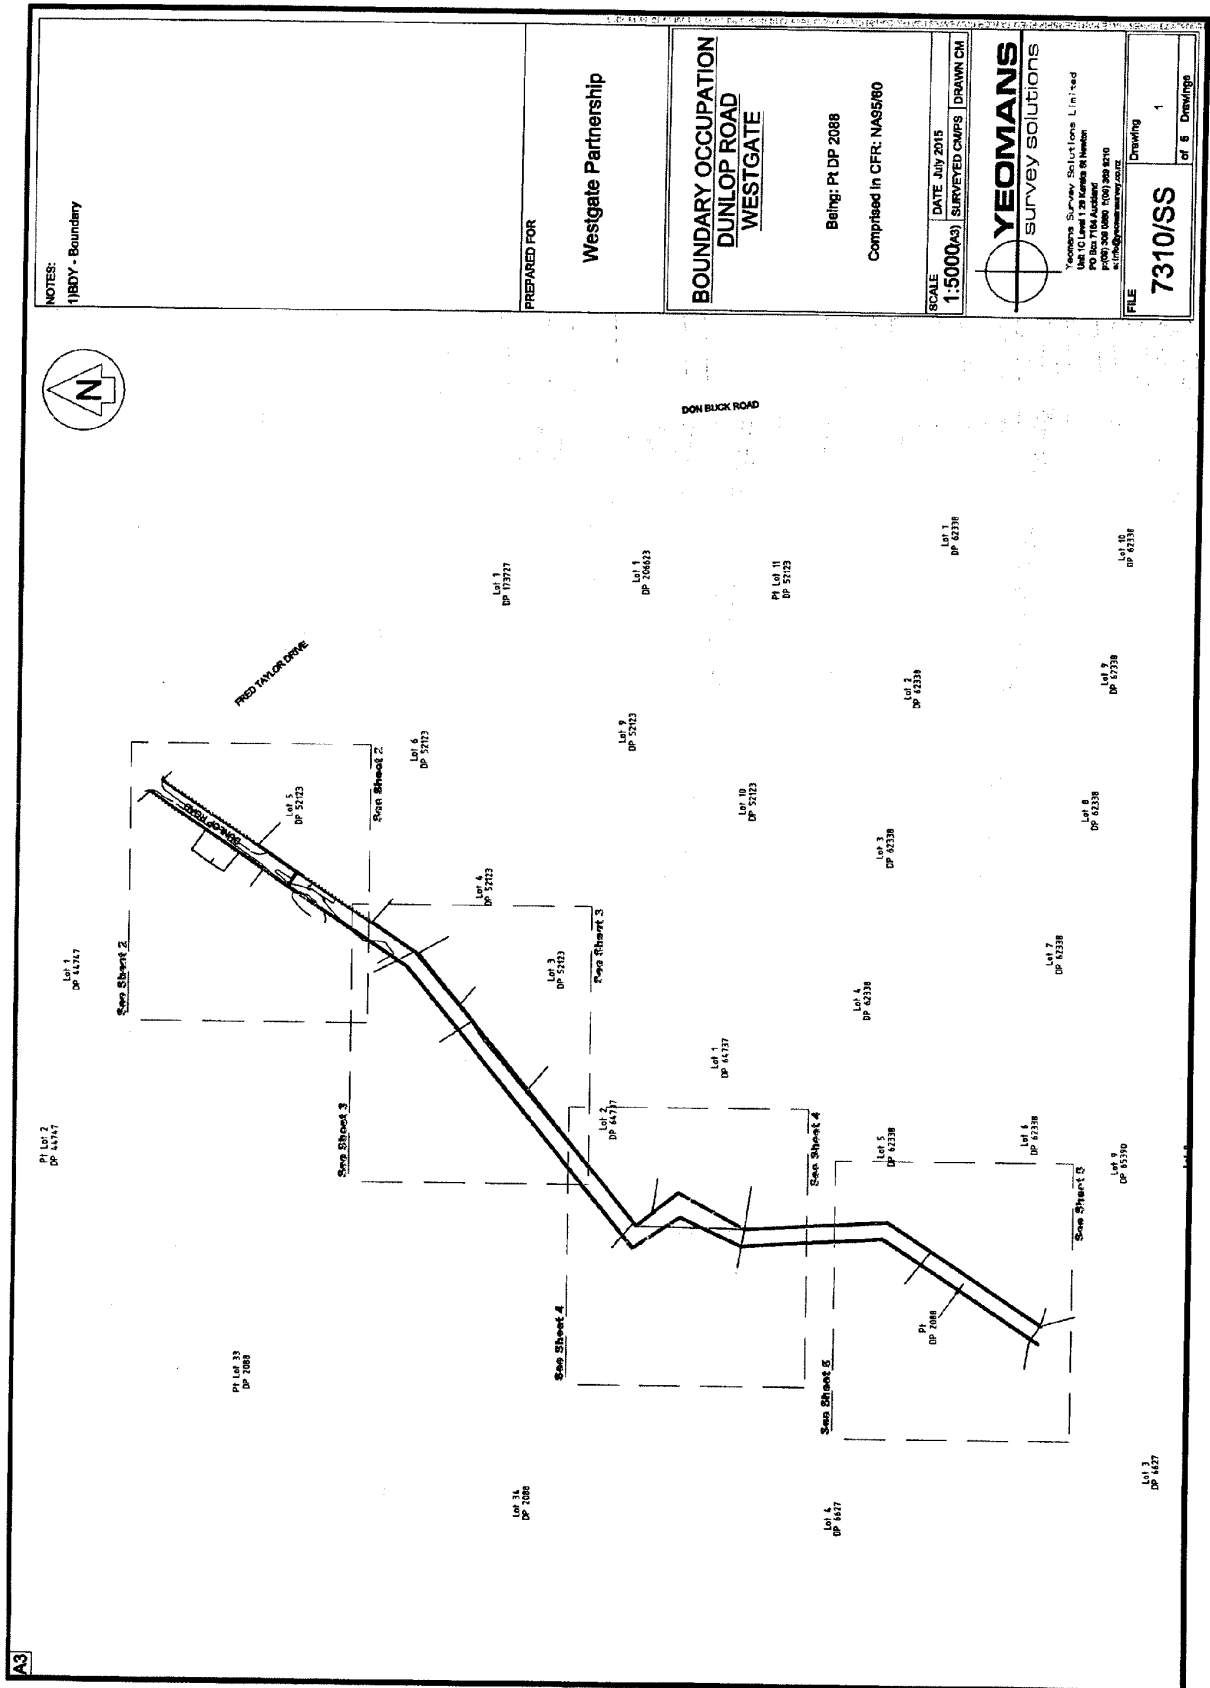 A3
NOTES:
1)BDY - Boundary
PREPARED FOR
Westgate Partnership
BOUNDARY OCCUPATION
DUNLOP ROAD
WESTGATE
Being: Pt DP 2088
Comprised in CFR: NA95/60
SCALE
1:5000(A3)
DATE July 2015
SURVEYED CM/PS
DRAWN CM
YEOMANS
survey solutions
Yeomans Survey Solutions Limited
PO Box 7184 Auckland
FILE
7310/SS
Drawing
1
of 5 Drawings
N
DON BUCK ROAD
FRED TAYLOR DRIVE
DUNLOP ROAD
See Sheet 2
See Sheet 2
See Sheet 3
See Sheet 3
See Sheet 4
See Sheet 4
See Sheet 5
See Sheet 5
Lot 1
DP 44747
Pt Lot 2
DP 44747
Pt Lot 33
DP 2088
Lot 34
DP 2088
Lot 5
DP 52123
Lot 6
DP 52123
Lot 4
DP 52123
Lot 3
DP 52123
Lot 1
DP 173727
Lot 1
DP 206623
Lot 9
DP 52123
Lot 10
DP 52123
Pt Lot 11
DP 52123
Lot 2
DP 64737
Lot 1
DP 64737
Lot 1
DP 62338
Lot 2
DP 62338
Lot 3
DP 62338
Lot 4
DP 62338
Lot 5
DP 62338
Lot 6
DP 62338
Lot 7
DP 62338
Lot 8
DP 62338
Lot 9
DP 62338
Lot 10
DP 62338
Lot 9
DP 65390
Pt
DP 2088
Lot 4
DP 6627
Lot 3
DP 6627